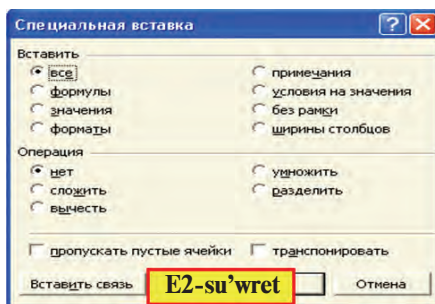 Специальная вставка
Вставить
все
примечания
формулы
условия на значения
значения
без рамки
форматы
ширины столбцов
Операция
нет
умножить
сложить
разделить
вычесть
пропускать пустые ячейки
транспонировать
Вставить связь
E2-su'wret
Отмена